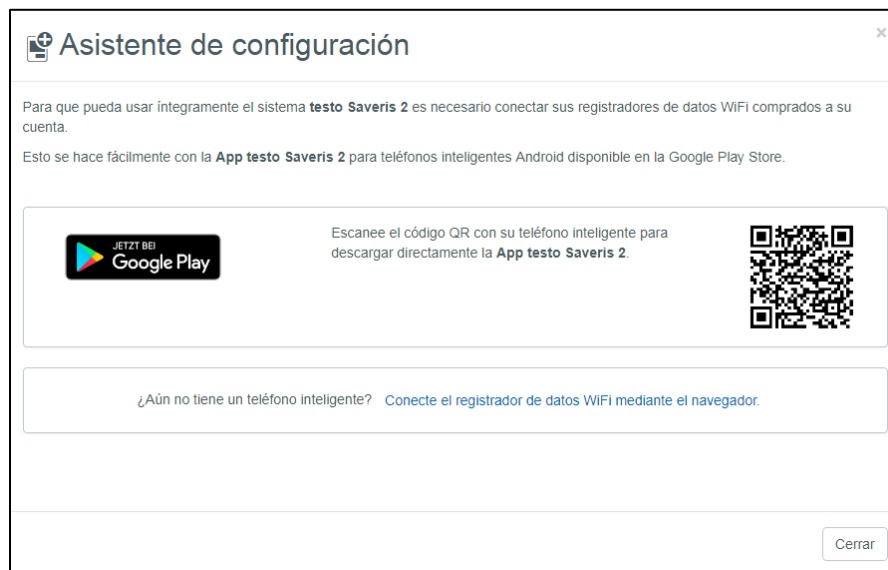 Asistente de configuración
×
Para que pueda usar íntegramente el sistema testo Saveris 2 es necesario conectar sus registradores de datos WiFi comprados a su
cuenta.
Esto se hace fácilmente con la App testo Saveris 2 para teléfonos inteligentes Android disponible en la Google Play Store.
JETZT BEI
Google Play
Escanee el código QR con su teléfono inteligente para
descargar directamente la App testo Saveris 2.
¿Aún no tiene un teléfono inteligente? Conecte el registrador de datos WiFi mediante el navegador.
Cerrar